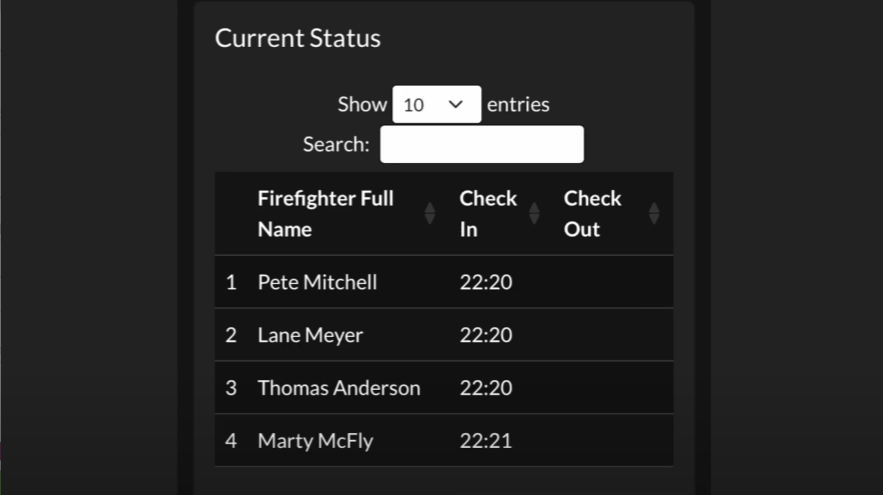 Current Status
Show 10 entries
Search:
Firefighter Full Name Check In Check Out
1 Pete Mitchell 22:20
2 Lane Meyer 22:20
3 Thomas Anderson 22:20
4 Marty McFly 22:21